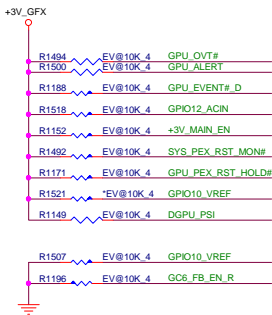 +3V_GFX
R1494 EV@10K_4 GPU_OVT#
R1500 EV@10K_4 GPU_ALERT
R1188 EV@10K_4 GPU_EVENT#_D
R1518 EV@10K_4 GPIO12_ACIN
R1152 EV@10K_4 +3V_MAIN_EN
R1492 EV@10K_4 SYS_PEX_RST_MON#
R1171 EV@10K_4 GPU_PEX_RST_HOLD#
R1521 *EV@10K_4 GPIO10_VREF
R1149 EV@10K_4 DGPU_PSI
R1507 EV@10K_4 GPIO10_VREF
R1196 EV@10K_4 GC6_FB_EN_R